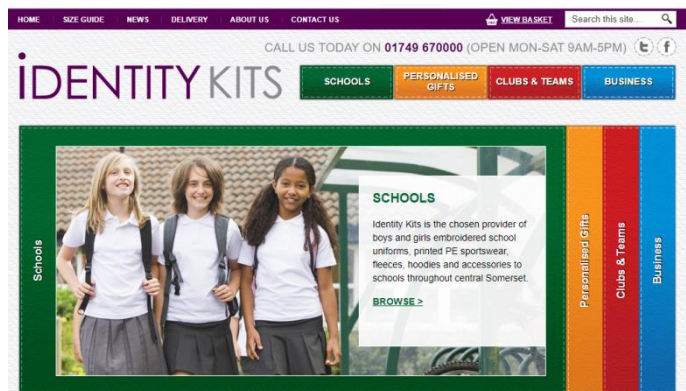 HOME SIZE GUIDE NEWS DELIVERY ABOUT US CONTACT US VIEW BASKET Search this site...
CALL US TODAY ON 01749 670000 (OPEN MON-SAT 9AM-5PM)
iDENTITY KITS
SCHOOLS
PERSONALISED
GIFTS
CLUBS & TEAMS
BUSINESS
Schools
SCHOOLS
Identity Kits is the chosen provider of
boys and girls embroidered school
uniforms, printed PE sportswear,
fleeces, hoodies and accessories to
schools throughout central Somerset.
BROWSE >
Personalised Gifts
Clubs & Teams
Business